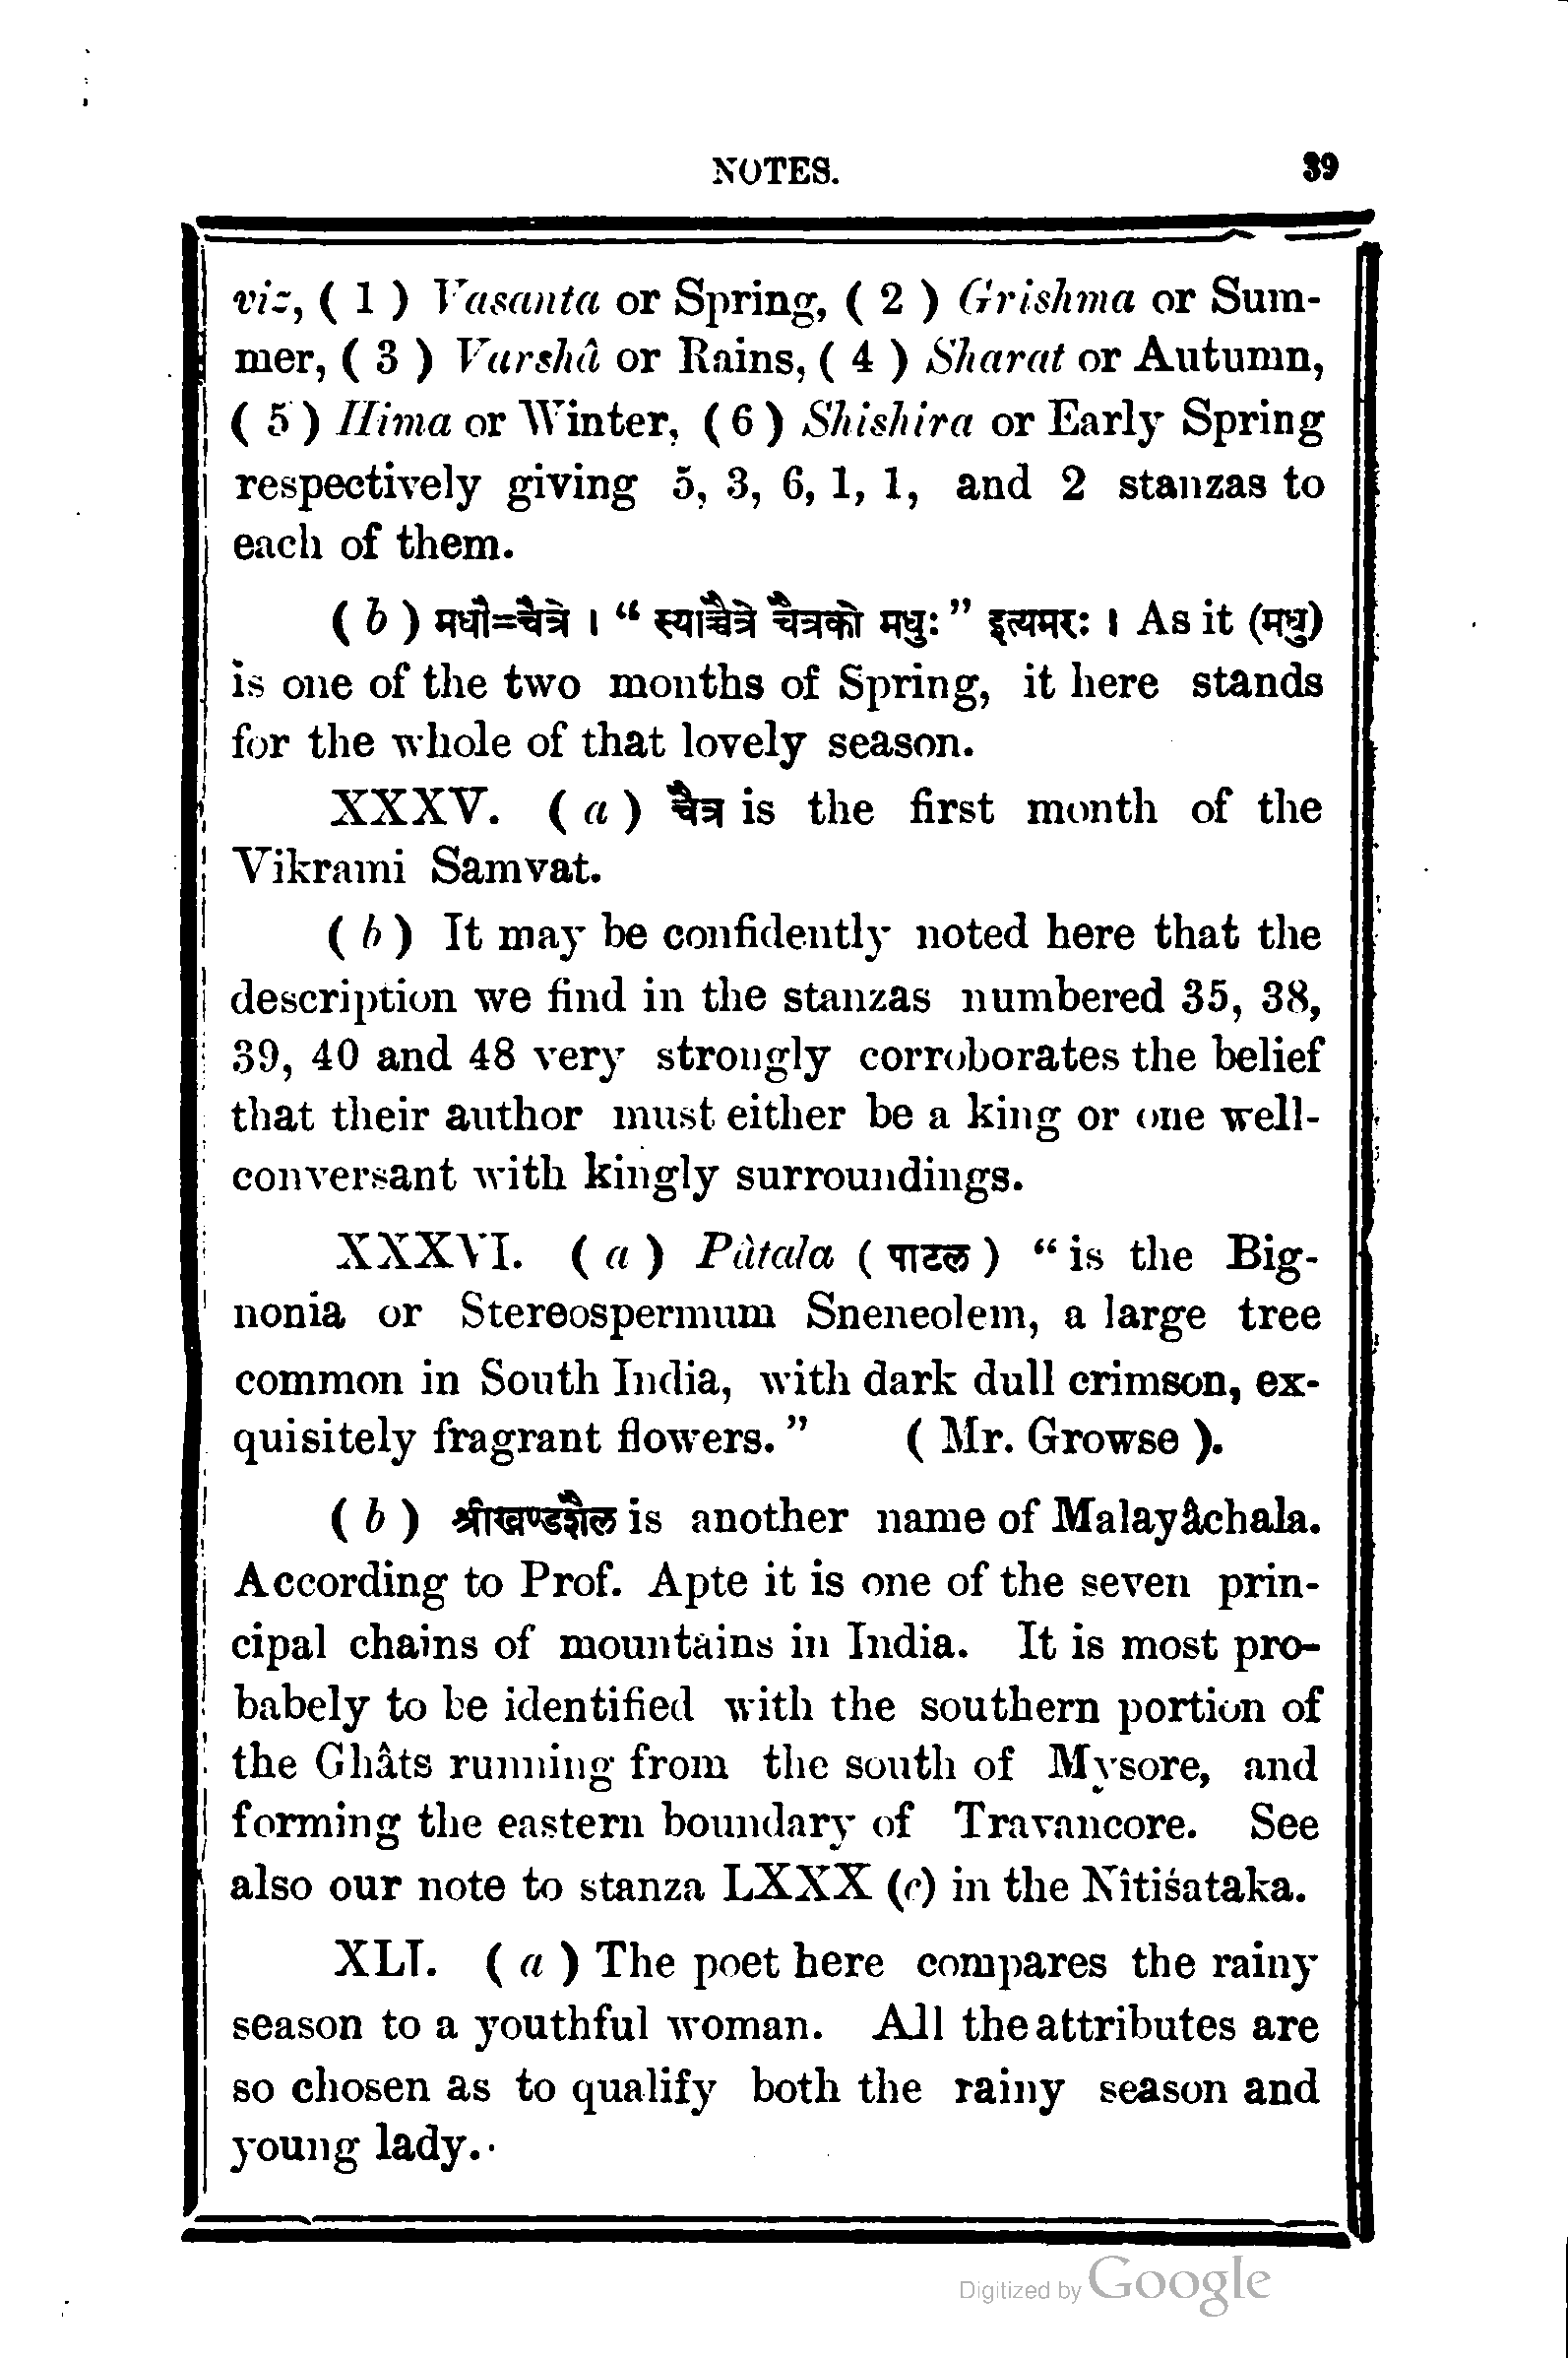 NOTES. 39
viz, ( 1 ) Vasanta or Spring, ( 2 ) Grishma or Sum-
mer, ( 3 ) Varshâ or Rains, ( 4 ) Sharat or Autumn,
( 5 ) Hima or Winter, ( 6 ) Shishira or Early Spring
respectively giving 5, 3, 6, 1, 1, and 2 stanzas to
each of them.
( b ) मधौ=चैत्रे । “ स्याच्चैत्रे चैत्रको मधुः ” इत्यमरः । As it (मधु)
is one of the two months of Spring, it here stands
for the whole of that lovely season.
XXXV. ( a ) चैत्र is the first month of the
Vikrami Samvat.
( b ) It may be confidently noted here that the
description we find in the stanzas numbered 35, 38,
39, 40 and 48 very strongly corroborates the belief
that their author must either be a king or one well-
conversant with kingly surroundings.
XXXVI. ( a ) Pâtala ( पाटल ) “ is the Big-
nonia or Stereospermum Sneneolem, a large tree
common in South India, with dark dull crimson, ex-
quisitely fragrant flowers. ” ( Mr. Growse ).
( b ) श्रीखण्डशैल is another name of Malayâchala.
According to Prof. Apte it is one of the seven prin-
cipal chains of mountains in India. It is most pro-
babely to be identified with the southern portion of
the Ghâts running from the south of Mysore, and
forming the eastern boundary of Travancore. See
also our note to stanza LXXX (c) in the Nîtiśataka.
XLI. ( a ) The poet here compares the rainy
season to a youthful woman. All the attributes are
so chosen as to qualify both the rainy season and
young lady.
Digitized by Google